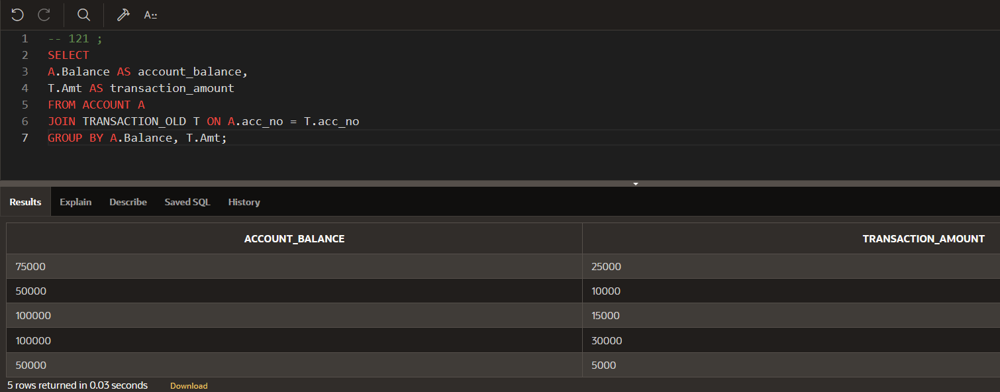 A::
1 -- 121 ;
2 SELECT
3 A.Balance AS account_balance,
4 T.Amt AS transaction_amount
5 FROM ACCOUNT A
6 JOIN TRANSACTION_OLD T ON A.acc_no = T.acc_no
7 GROUP BY A.Balance, T.Amt;
Results Explain Describe Saved SQL History
ACCOUNT_BALANCE TRANSACTION_AMOUNT
75000 25000
50000 10000
100000 15000
100000 30000
50000 5000
5 rows returned in 0.03 seconds Download